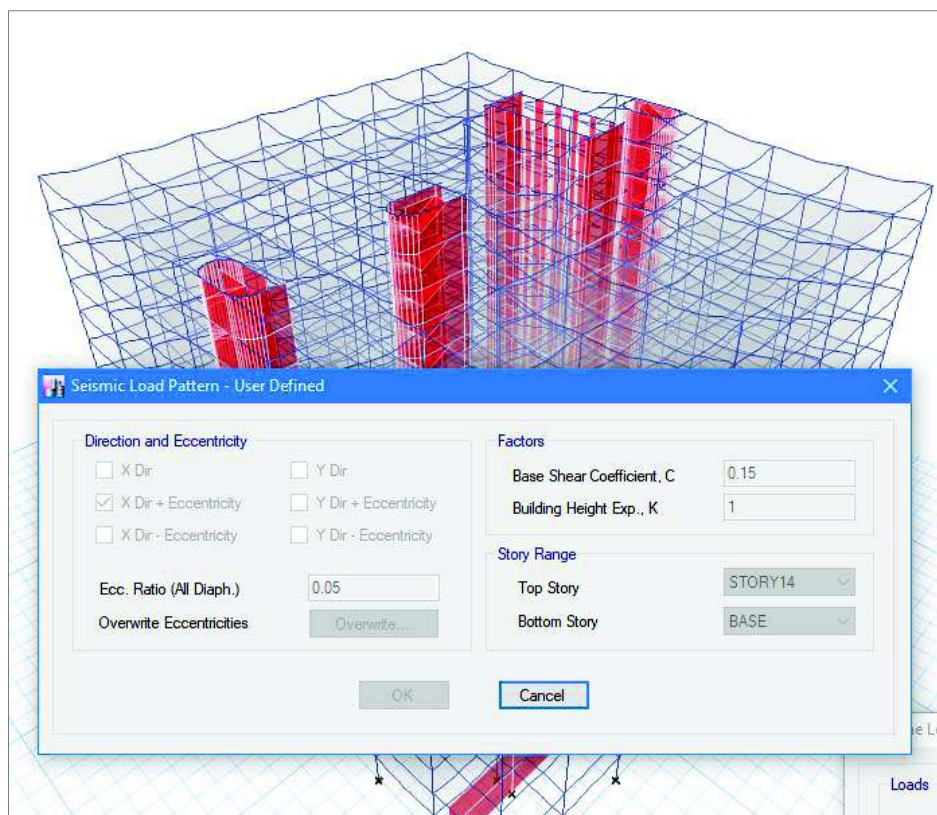 Seismic Load Pattern - User Defined
Direction and Eccentricity
X Dir
Y Dir
X Dir + Eccentricity
Y Dir + Eccentricity
X Dir - Eccentricity
Y Dir - Eccentricity
Ecc. Ratio (All Diaph.)
0.05
Overwrite Eccentricities
Overwrite...
Factors
Base Shear Coefficient, C
0.15
Building Height Exp., K
1
Story Range
Top Story
STORY14
Bottom Story
BASE
OK
Cancel
Loads